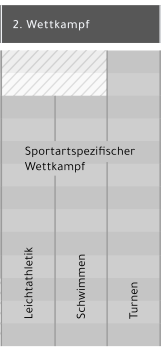 2. Wettkampf
Sportartspezifischer
Wettkampf
Leichtathletik
Schwimmen
Turnen